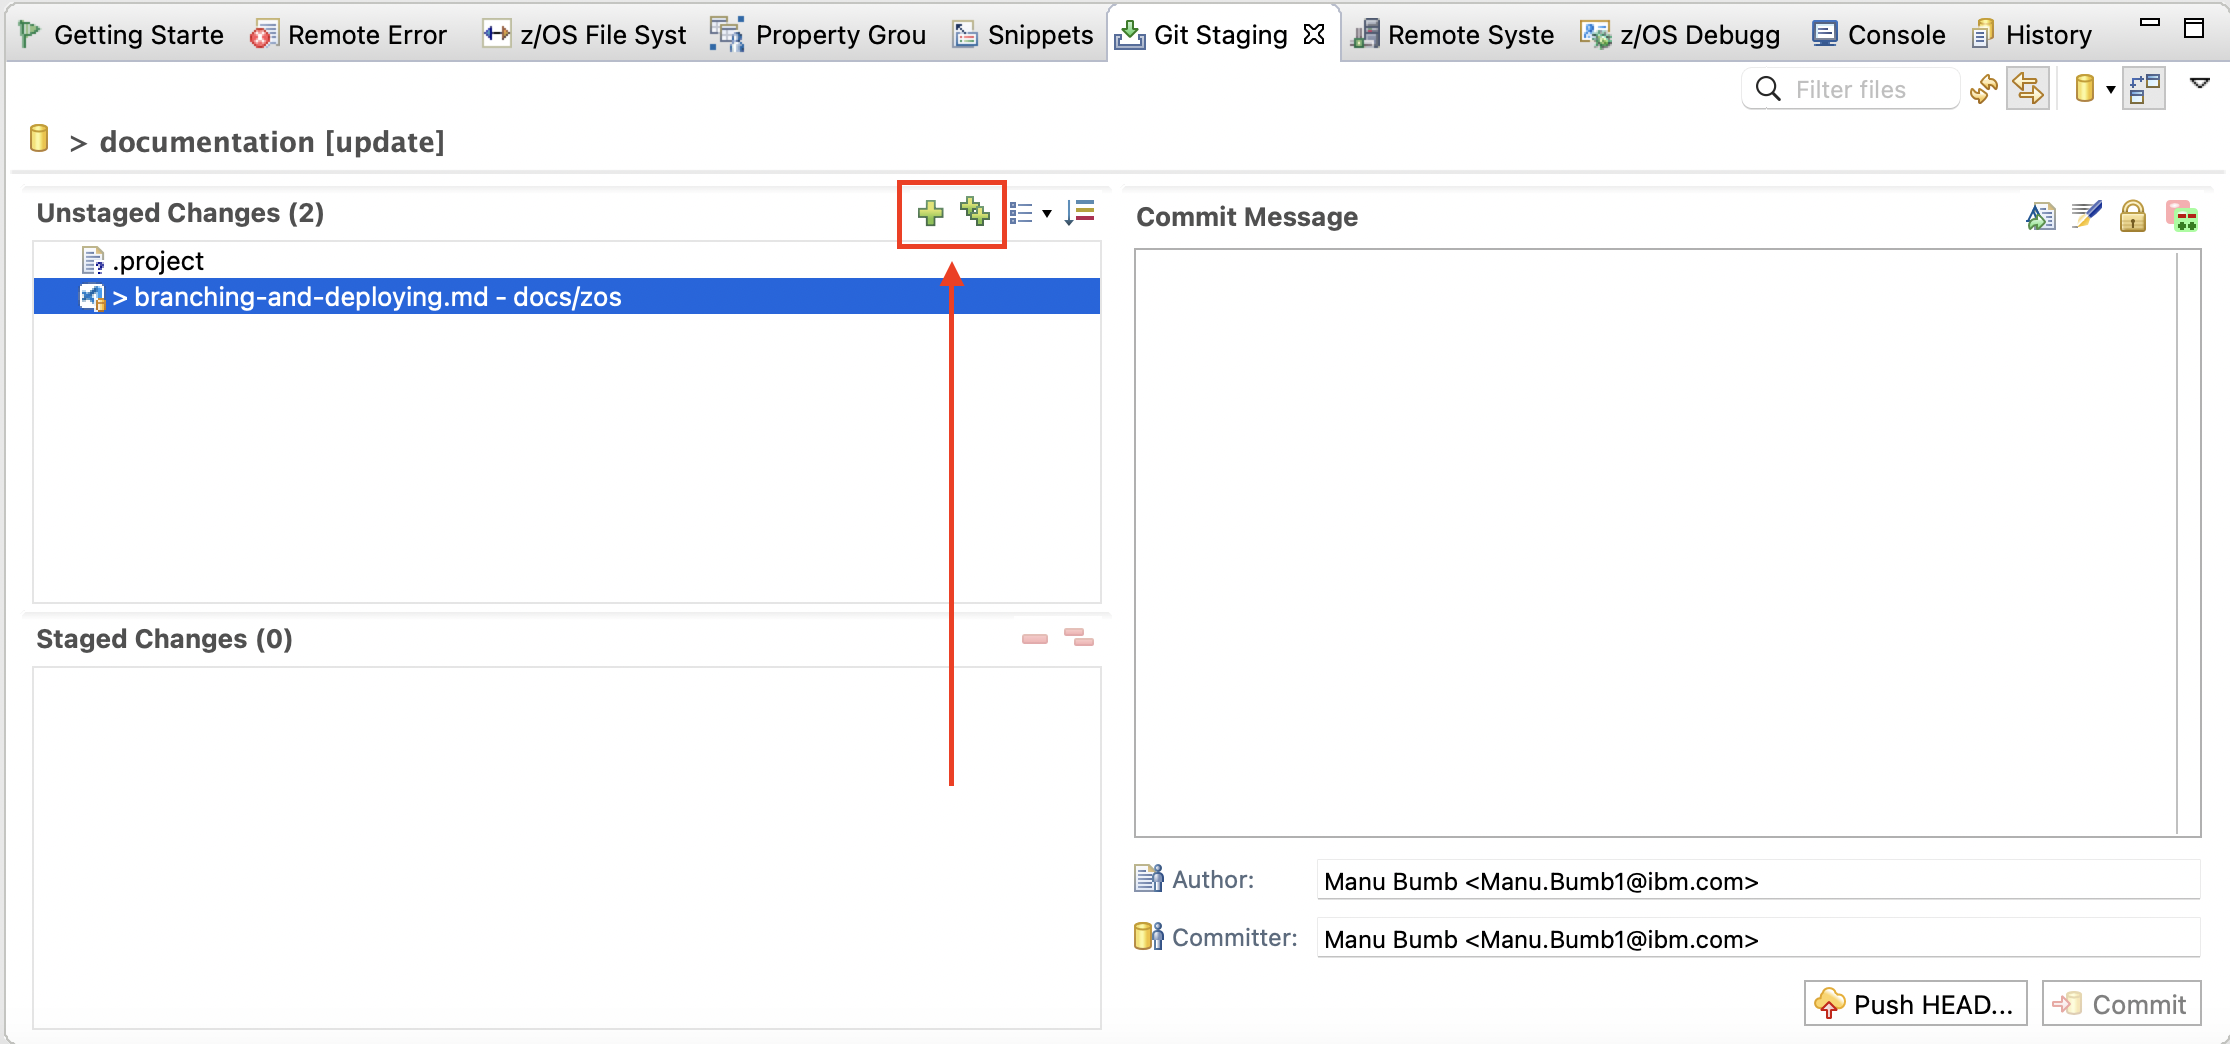 Getting Starte Remote Error z/OS File Syst Property Grou Snippets Git Staging Remote Syste z/OS Debugg Console History
Filter files
> documentation [update]
Unstaged Changes (2)
.project
> branching-and-deploying.md - docs/zos
Staged Changes (0)
Commit Message
Author: Manu Bumb <Manu.Bumb1@ibm.com>
Committer: Manu Bumb <Manu.Bumb1@ibm.com>
Push HEAD... Commit